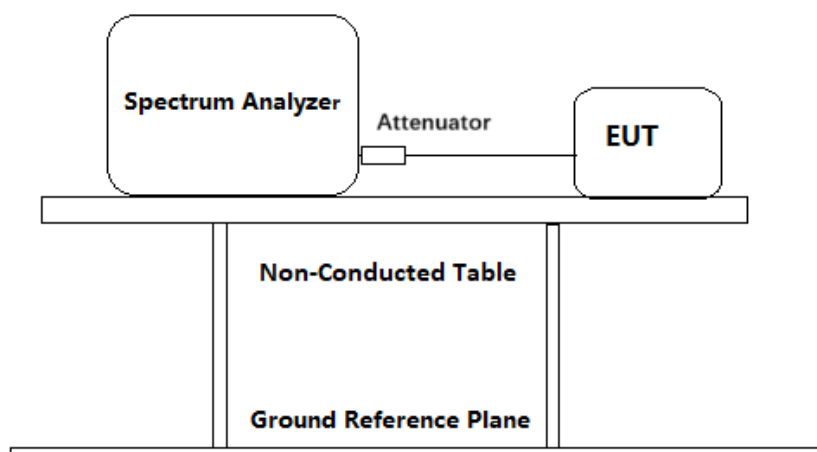 Spectrum Analyzer
Attenuator
EUT
Non-Conducted Table
Ground Reference Plane